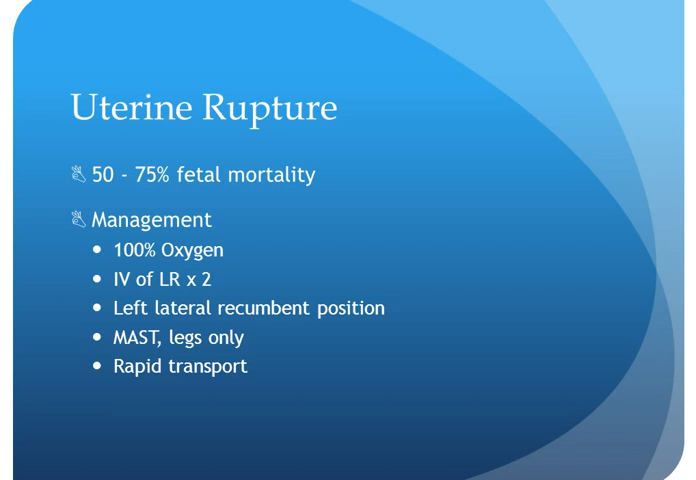 Uterine Rupture
50 - 75% fetal mortality
Management
• 100% Oxygen
• IV of LR x 2
• Left lateral recumbent position
• MAST, legs only
• Rapid transport